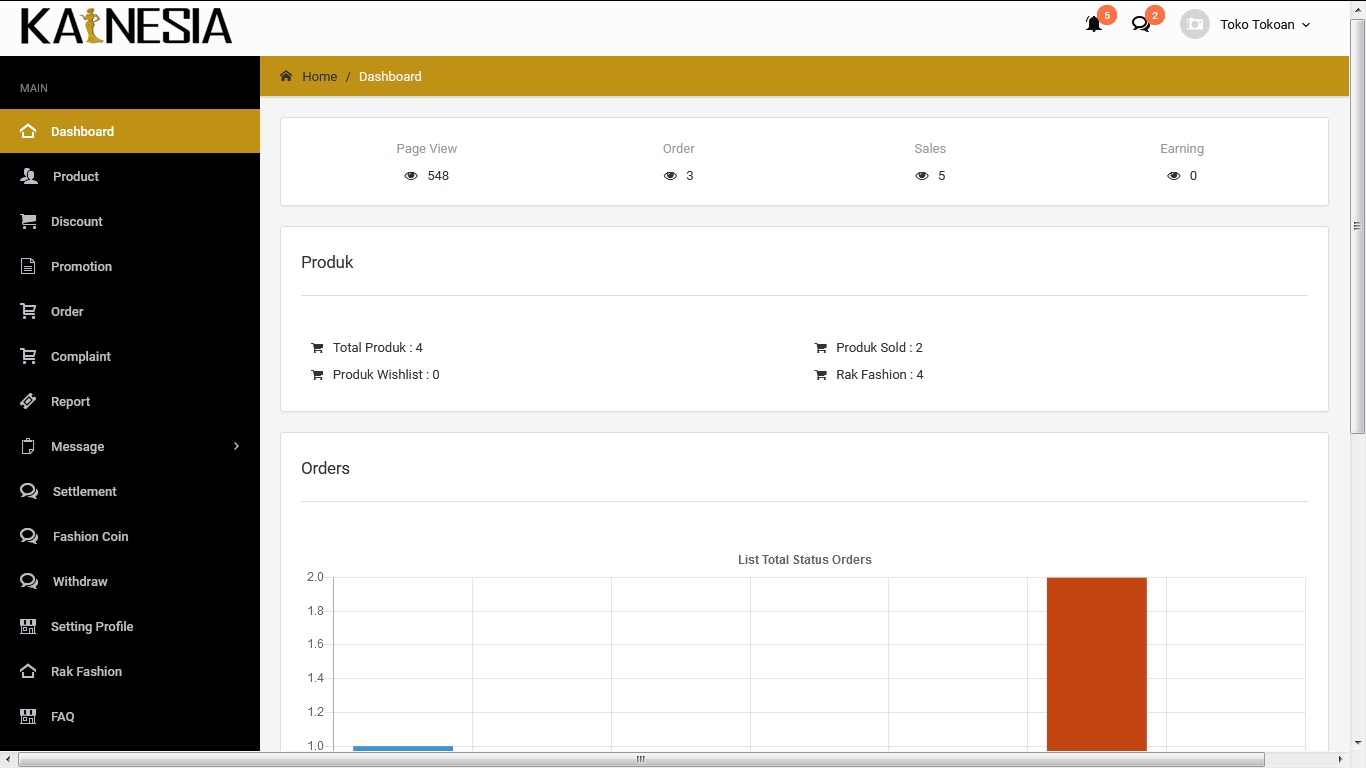 KAINESIA
5
2
Toko Tokoan
MAIN
Home / Dashboard
Dashboard
Product
Discount
Promotion
Order
Complaint
Report
Message
Settlement
Fashion Coin
Withdraw
Setting Profile
Rak Fashion
FAQ
Page View
548
Order
3
Sales
5
Earning
0
Produk
Total Produk : 4
Produk Sold : 2
Produk Wishlist : 0
Rak Fashion : 4
Orders
List Total Status Orders
2.0
1.8
1.6
1.4
1.2
1.0